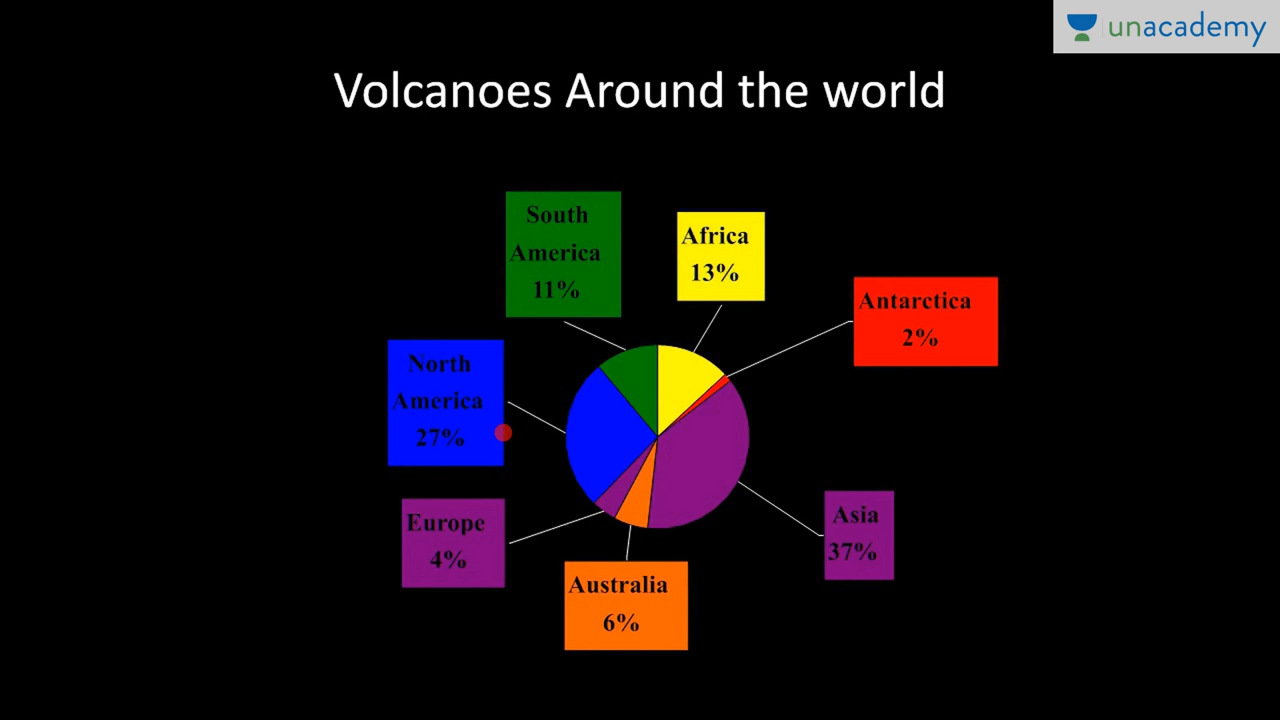 unacademy
Volcanoes Around the world
South
America
11%
Africa
13%
Antarctica
2%
North
America
27%
Asia
37%
Europe
4%
Australia
6%